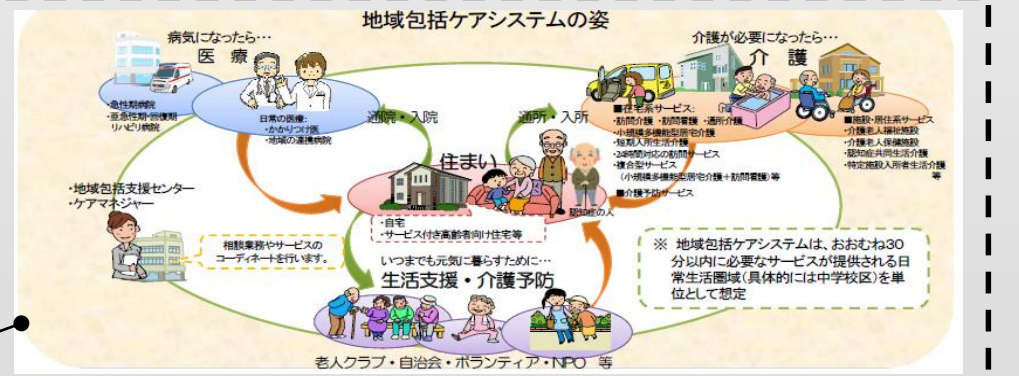 地域包括ケアシステムの姿
病気になったら…
医 療
介護が必要になったら…
介 護
・急性期病院
・亜急性期・回復期
リハビリ病院
日常の医療:
・かかりつけ医
・地域の連携病院
通院・入院
通所・入所
■在宅系サービス:
・訪問介護 ・訪問看護 ・通所介護
・小規模多機能型居宅介護
・短期入所生活介護
・24時間対応の訪問サービス
・複合型サービス
(小規模多機能型居宅介護+訪問看護)等
■介護予防サービス
■施設・居住系サービス
・介護老人福祉施設
・介護老人保健施設
・認知症共同生活介護
・特定施設入所者生活介護
等
住まい
認知症の人
・自宅
・サービス付き高齢者向け住宅等
・地域包括支援センター
・ケアマネジャー
相談業務やサービスの
コーディネートを行います。
いつまでも元気に暮らすために…
生活支援・介護予防
※ 地域包括ケアシステムは、おおむね30
分以内に必要なサービスが提供される日
常生活圏域(具体的には中学校区)を単
位として想定
老人クラブ・自治会・ボランティア・NPO 等